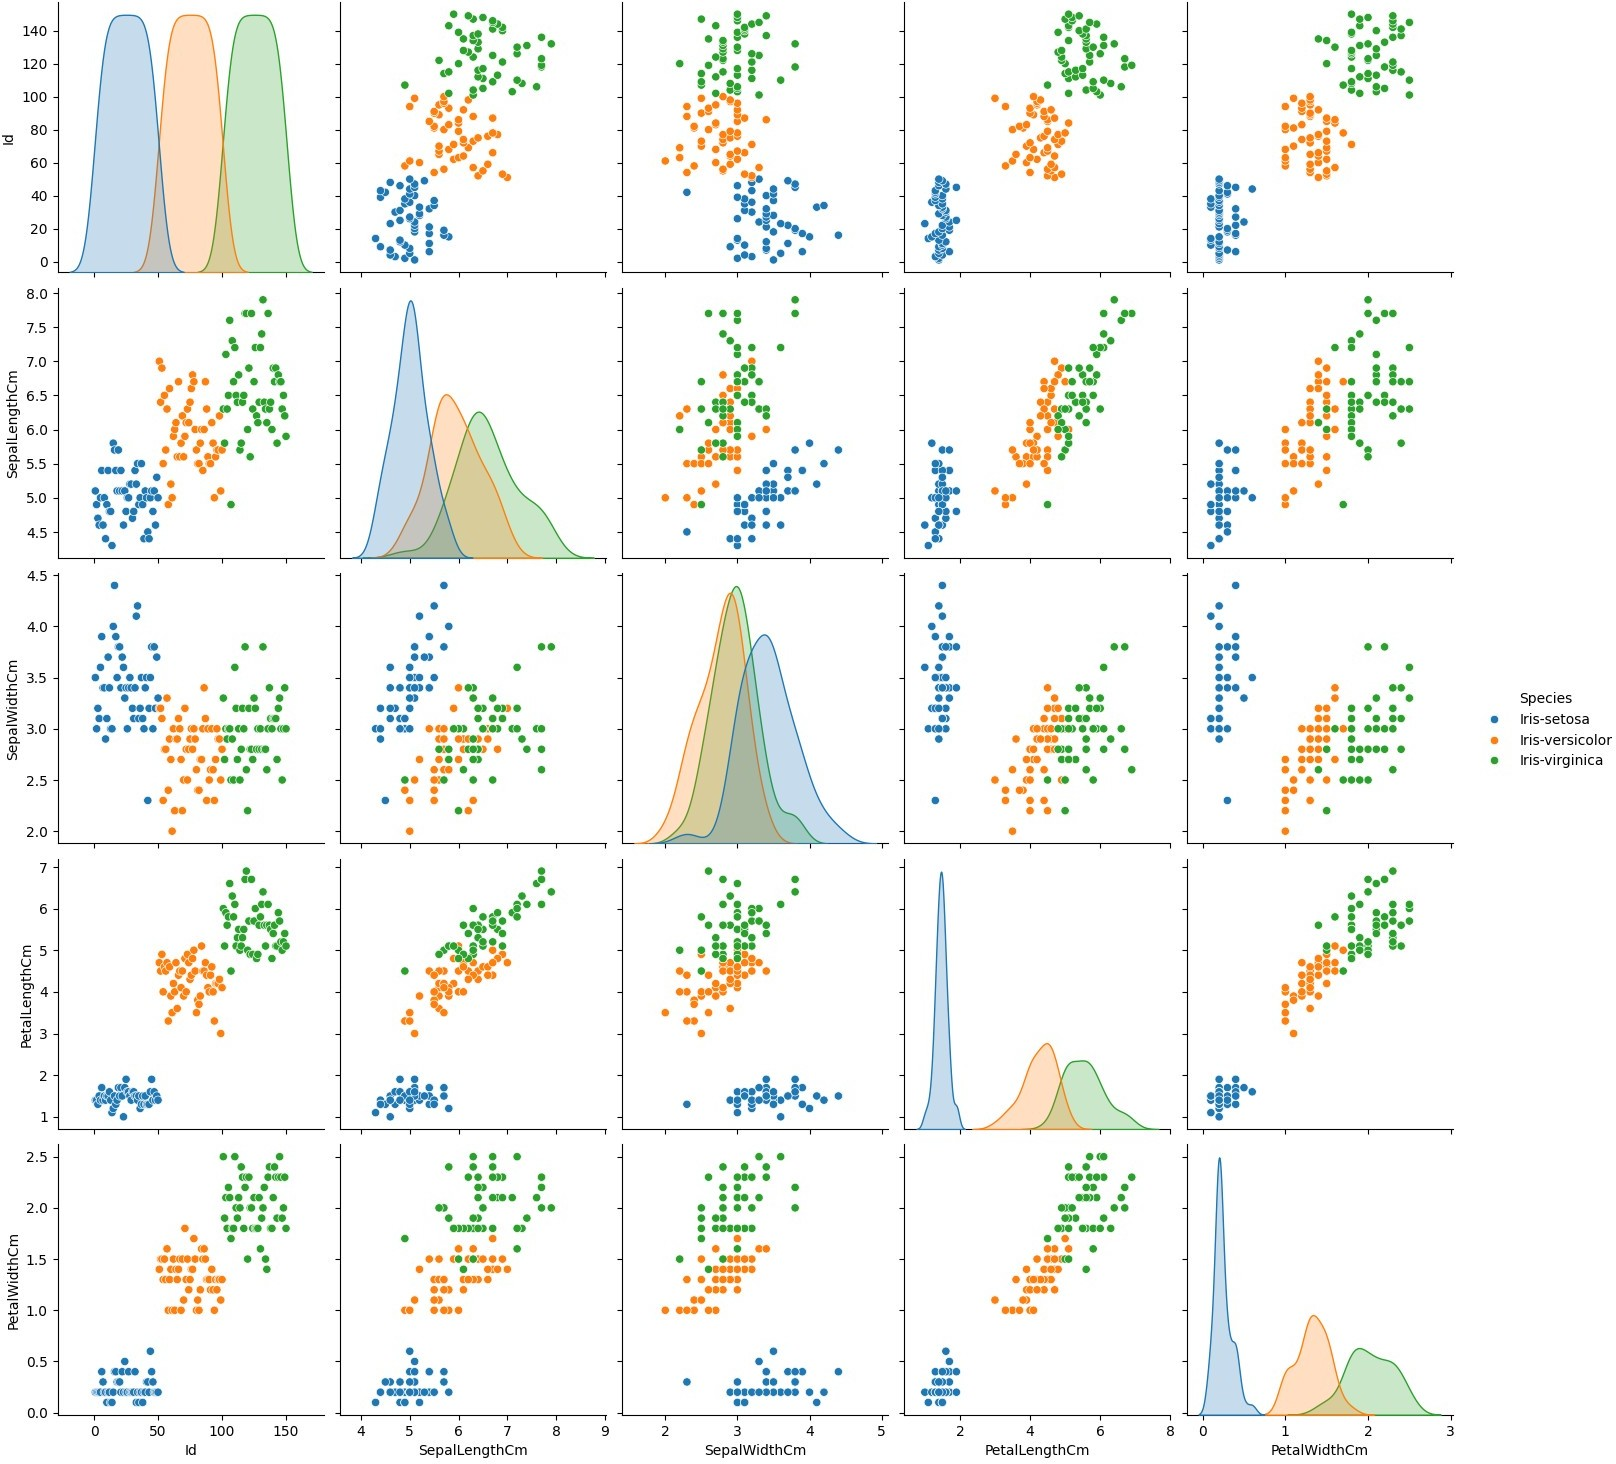 140
120
100
80
60
40
20
0
Id
8.0
7.5
7.0
6.5
6.0
5.5
5.0
4.5
SepalLengthCm
4.5
4.0
3.5
3.0
2.5
2.0
SepalWidthCm
Species
Iris-setosa
Iris-versicolor
Iris-virginica
7
6
5
4
3
2
1
PetalLengthCm
2.5
2.0
1.5
1.0
0.5
0.0
PetalWidthCm
0 50 100 150
4 5 6 7 8 9
2 3 4 5
2 4 6 8
0 1 2 3
Id
SepalLengthCm
SepalWidthCm
PetalLengthCm
PetalWidthCm